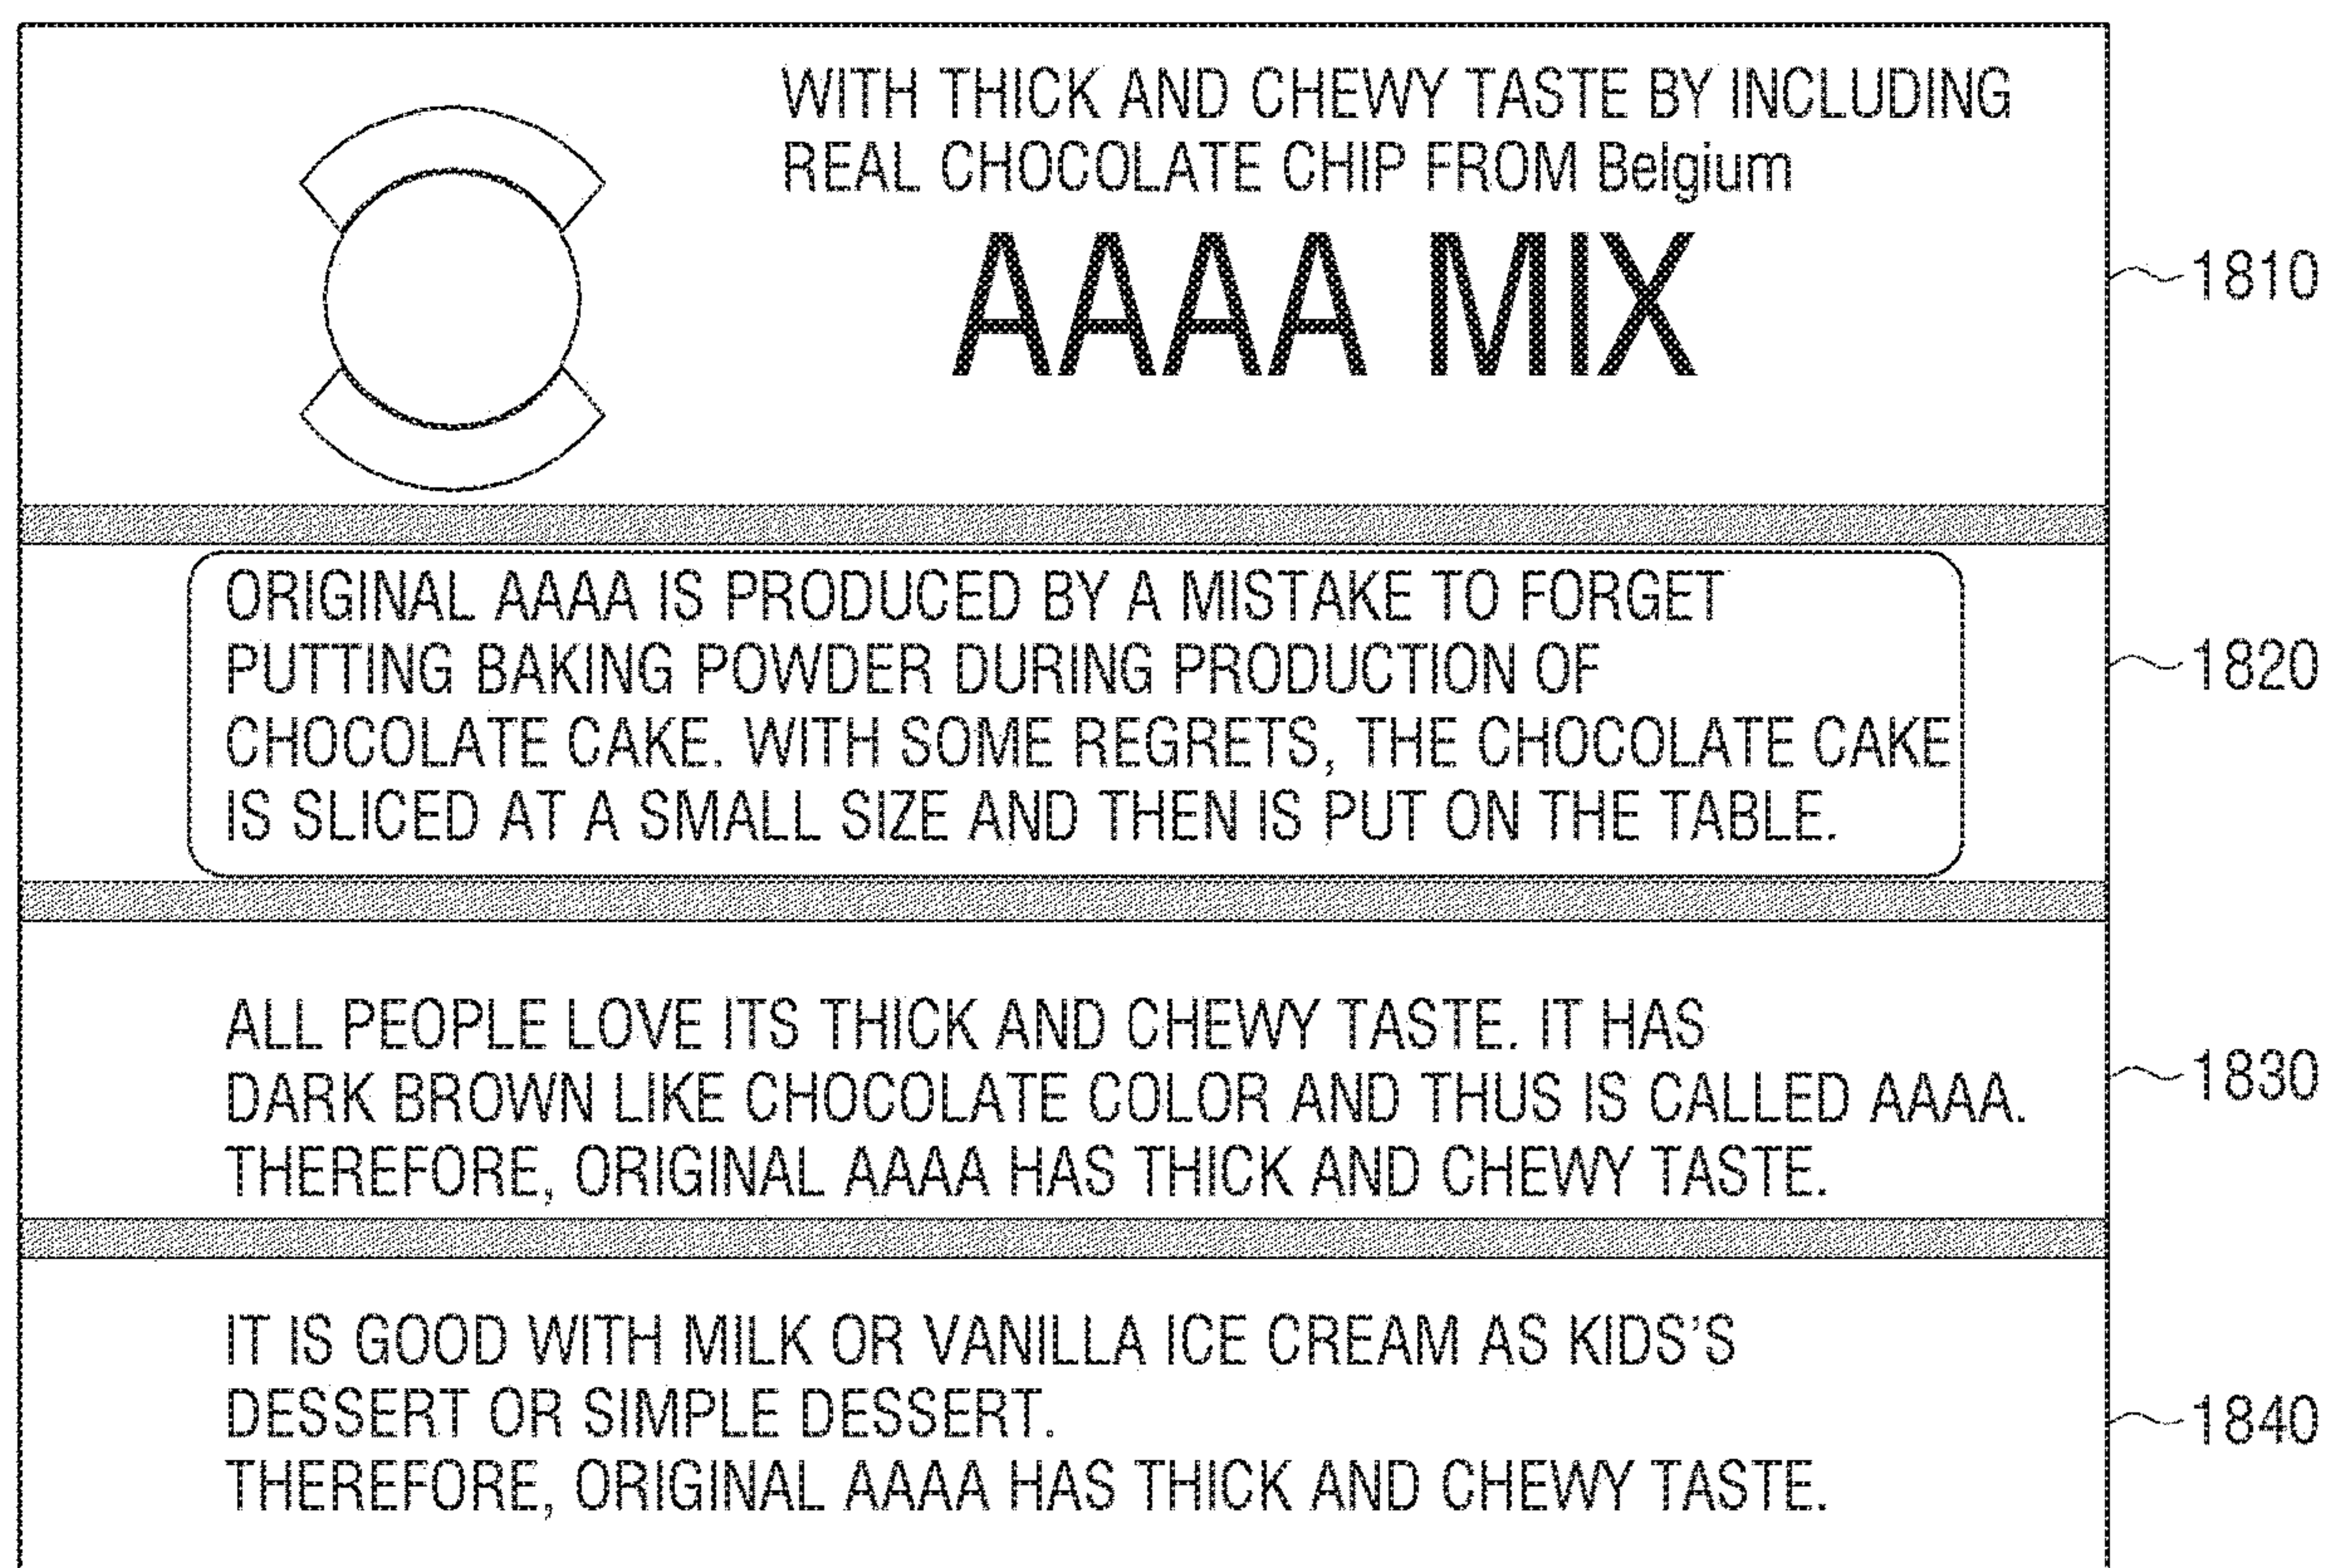 WITH THICK AND CHEWY TASTE BY INCLUDING
REAL CHOCOLATE CHIP FROM Belgium
AAAA MIX
1810
ORIGINAL AAAA IS PRODUCED BY A MISTAKE TO FORGET
PUTTING BAKING POWDER DURING PRODUCTION OF
CHOCOLATE CAKE. WITH SOME REGRETS, THE CHOCOLATE CAKE
IS SLICED AT A SMALL SIZE AND THEN IS PUT ON THE TABLE.
1820
ALL PEOPLE LOVE ITS THICK AND CHEWY TASTE. IT HAS
DARK BROWN LIKE CHOCOLATE COLOR AND THUS IS CALLED AAAA.
THEREFORE, ORIGINAL AAAA HAS THICK AND CHEWY TASTE.
1830
IT IS GOOD WITH MILK OR VANILLA ICE CREAM AS KIDS'S
DESSERT OR SIMPLE DESSERT.
THEREFORE, ORIGINAL AAAA HAS THICK AND CHEWY TASTE.
1840